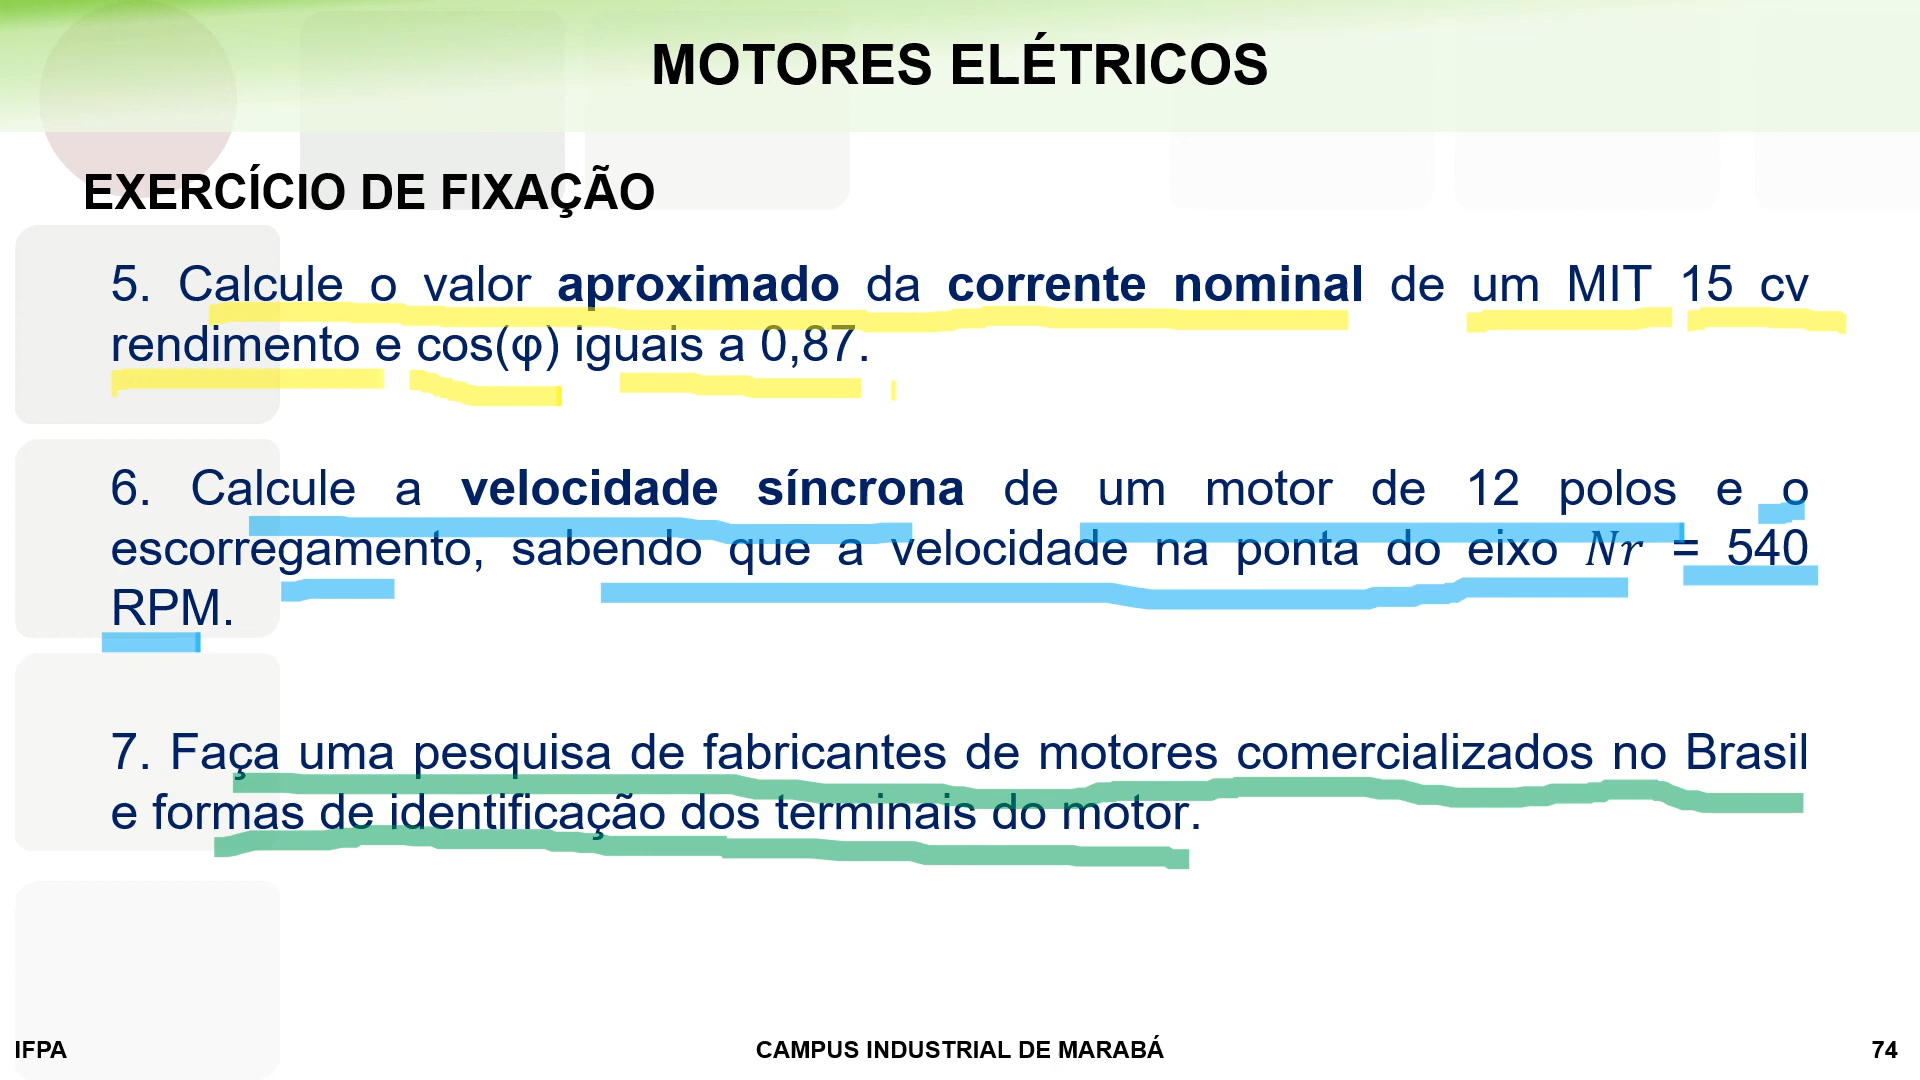 MOTORES ELÉTRICOS
EXERCÍCIO DE FIXAÇÃO
5. Calcule o valor aproximado da corrente nominal de um MIT 15 cv
rendimento e cos(φ) iguais a 0,87.
6. Calcule a velocidade síncrona de um motor de 12 polos e o
escorregamento, sabendo que a velocidade na ponta do eixo Nr = 540
RPM.
7. Faça uma pesquisa de fabricantes de motores comercializados no Brasil
e formas de identificação dos terminais do motor.
IFPA
CAMPUS INDUSTRIAL DE MARABÁ
74